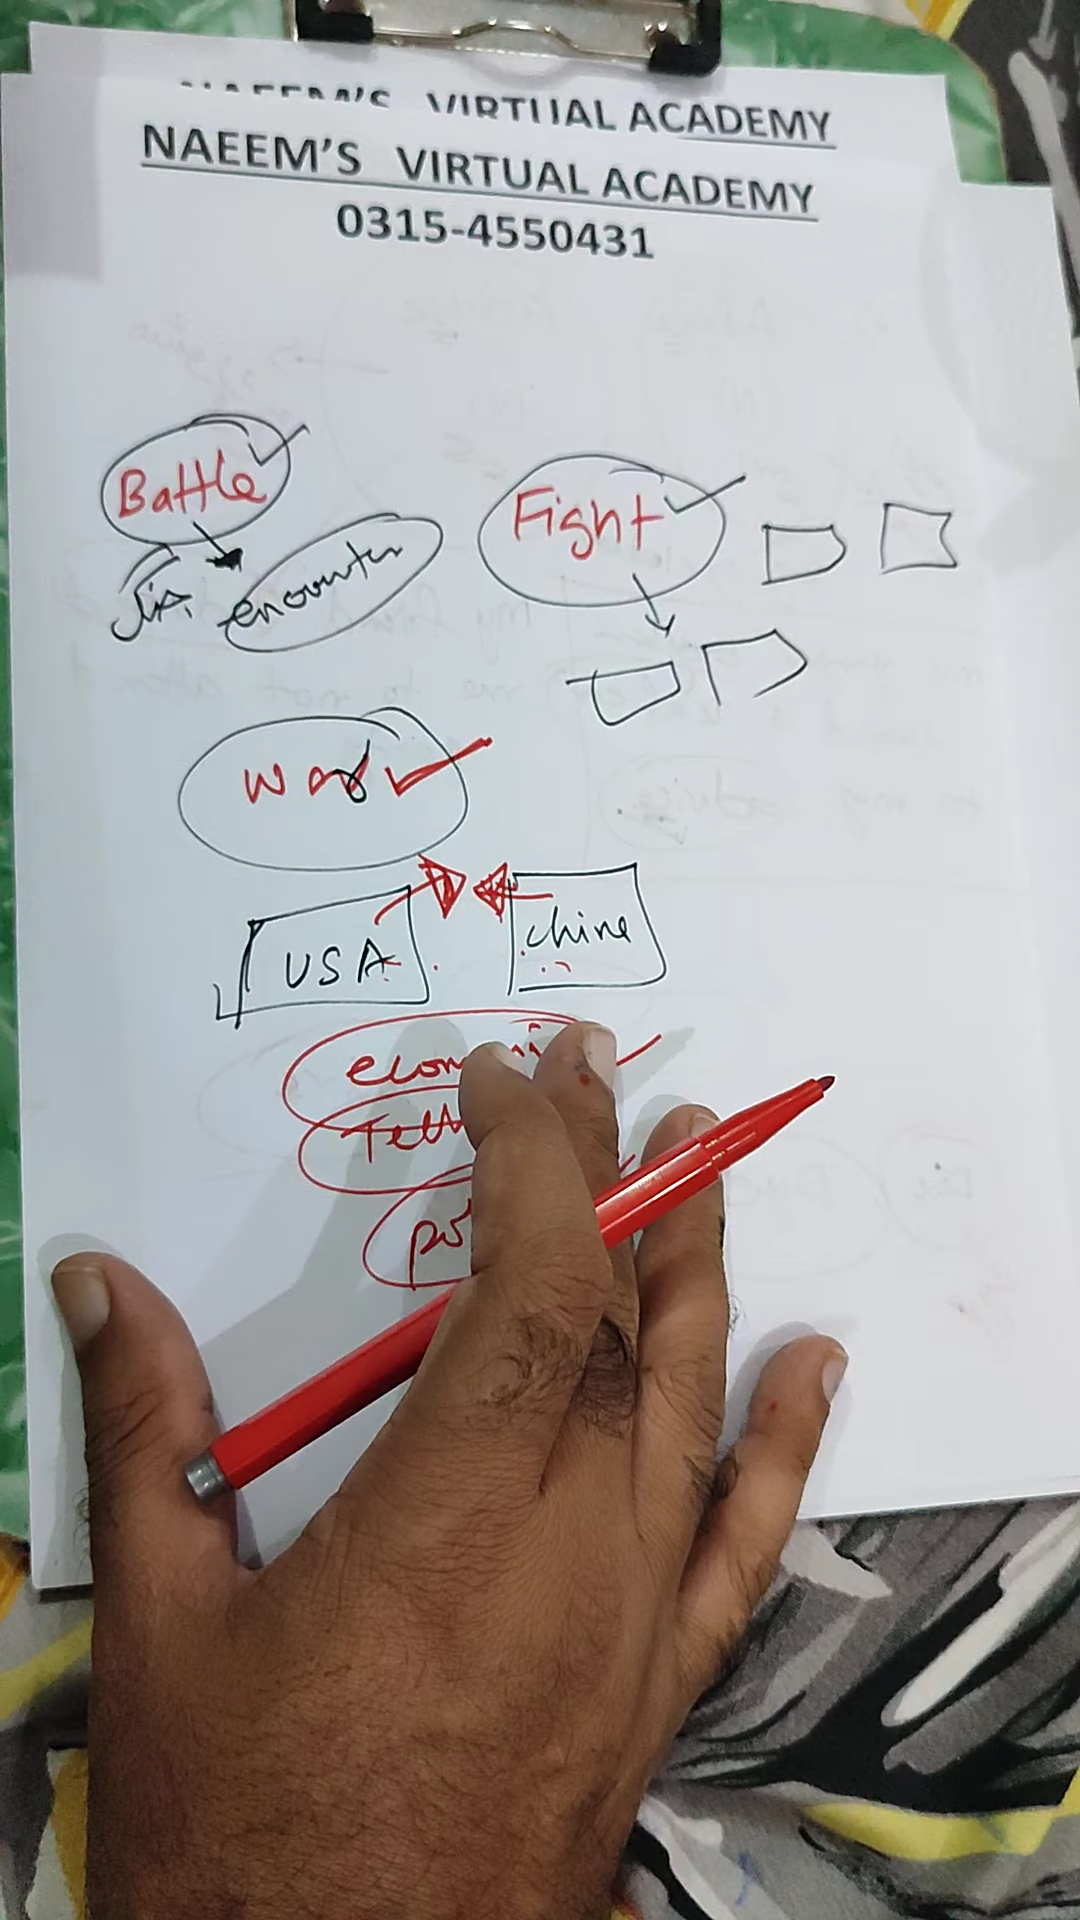 NAEEM'S VIRTUAL ACADEMY
NAEEM'S VIRTUAL ACADEMY
0315-4550431
Battle
Fight
encounter
War
USA
China